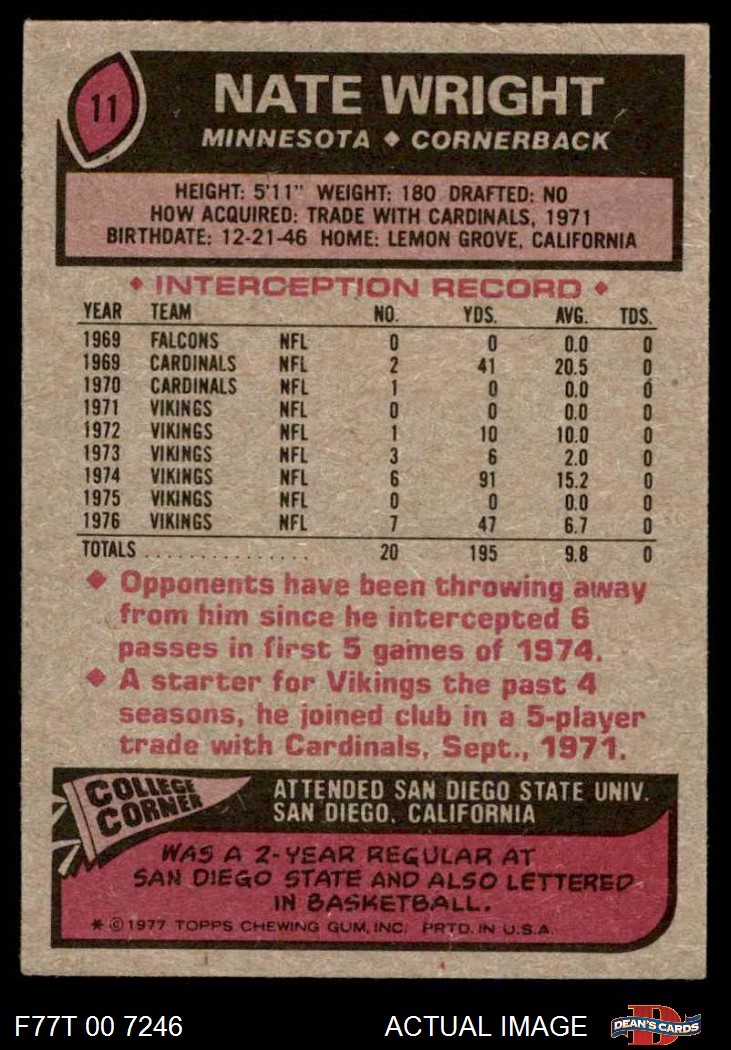 11
NATE WRIGHT
MINNESOTA ♦ CORNERBACK
HEIGHT: 5'11" WEIGHT: 180 DRAFTED: NO
HOW ACQUIRED: TRADE WITH CARDINALS, 1971
BIRTHDATE: 12-21-46 HOME: LEMON GROVE, CALIFORNIA
♦ INTERCEPTION RECORD ♦
YEAR TEAM NO. YDS. AVG. TDS.
1969 FALCONS NFL 0 0 0.0 0
1969 CARDINALS NFL 2 41 20.5 0
1970 CARDINALS NFL 1 0 0.0 0
1971 VIKINGS NFL 0 0 0.0 0
1972 VIKINGS NFL 1 10 10.0 0
1973 VIKINGS NFL 3 6 2.0 0
1974 VIKINGS NFL 6 91 15.2 0
1975 VIKINGS NFL 0 0 0.0 0
1976 VIKINGS NFL 7 47 6.7 0
TOTALS . . . . . . . . . . . . . . . 20 195 9.8 0
♦ Opponents have been throwing away
from him since he intercepted 6
passes in first 5 games of 1974.
♦ A starter for Vikings the past 4
seasons, he joined club in a 5-player
trade with Cardinals, Sept., 1971.
COLLEGE
CORNER
ATTENDED SAN DIEGO STATE UNIV.
SAN DIEGO, CALIFORNIA
WAS A 2-YEAR REGULAR AT
SAN DIEGO STATE AND ALSO LETTERED
IN BASKETBALL.
* © 1977 TOPPS CHEWING GUM, INC. PRTD. IN U.S.A.
F77T 00 7246 ACTUAL IMAGE
D
DEAN'S CARDS